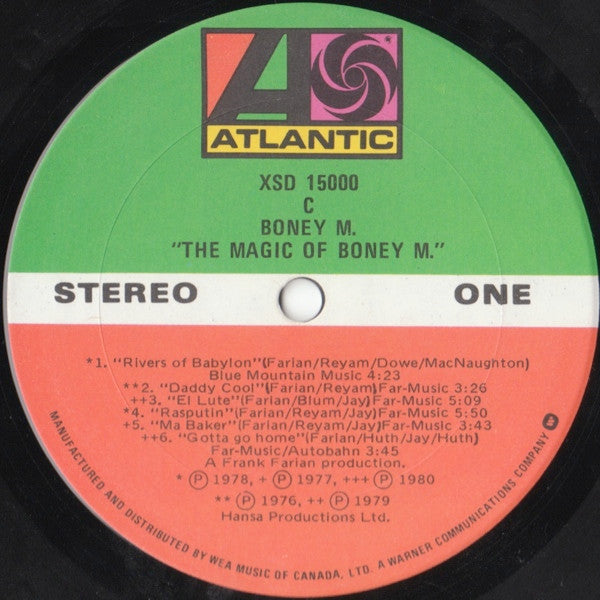 ATLANTIC
XSD 15000
C
BONEY M.
"THE MAGIC OF BONEY M."
STEREO ONE
*1. "Rivers of Babylon"(Farian/Reyam/Dowe/MacNaughton)
Blue Mountain Music 4:23
**2. "Daddy Cool"(Farian/Reyam)Far-Music 3:26
++3. "El Lute"(Farian/Blum/Jay)Far-Music 5:09
*4. "Rasputin"(Farian/Reyam/Jay)Far-Music 5:50
+5. "Ma Baker"(Farian/Reyam/Jay)Far-Music 4:33
++6. "Gotta go home"(Farian/Huth/Jay/Huth)
Far-Music/Autobahn 3:45
A Frank Farian production.
* Ⓟ 1978, + Ⓟ 1977, +++ Ⓟ 1980
** Ⓟ 1976, ++ Ⓟ 1979
Hansa Productions Ltd.
MANUFACTURED AND DISTRIBUTED BY WEA MUSIC OF CANADA, LTD. A WARNER COMMUNICATIONS COMPANY